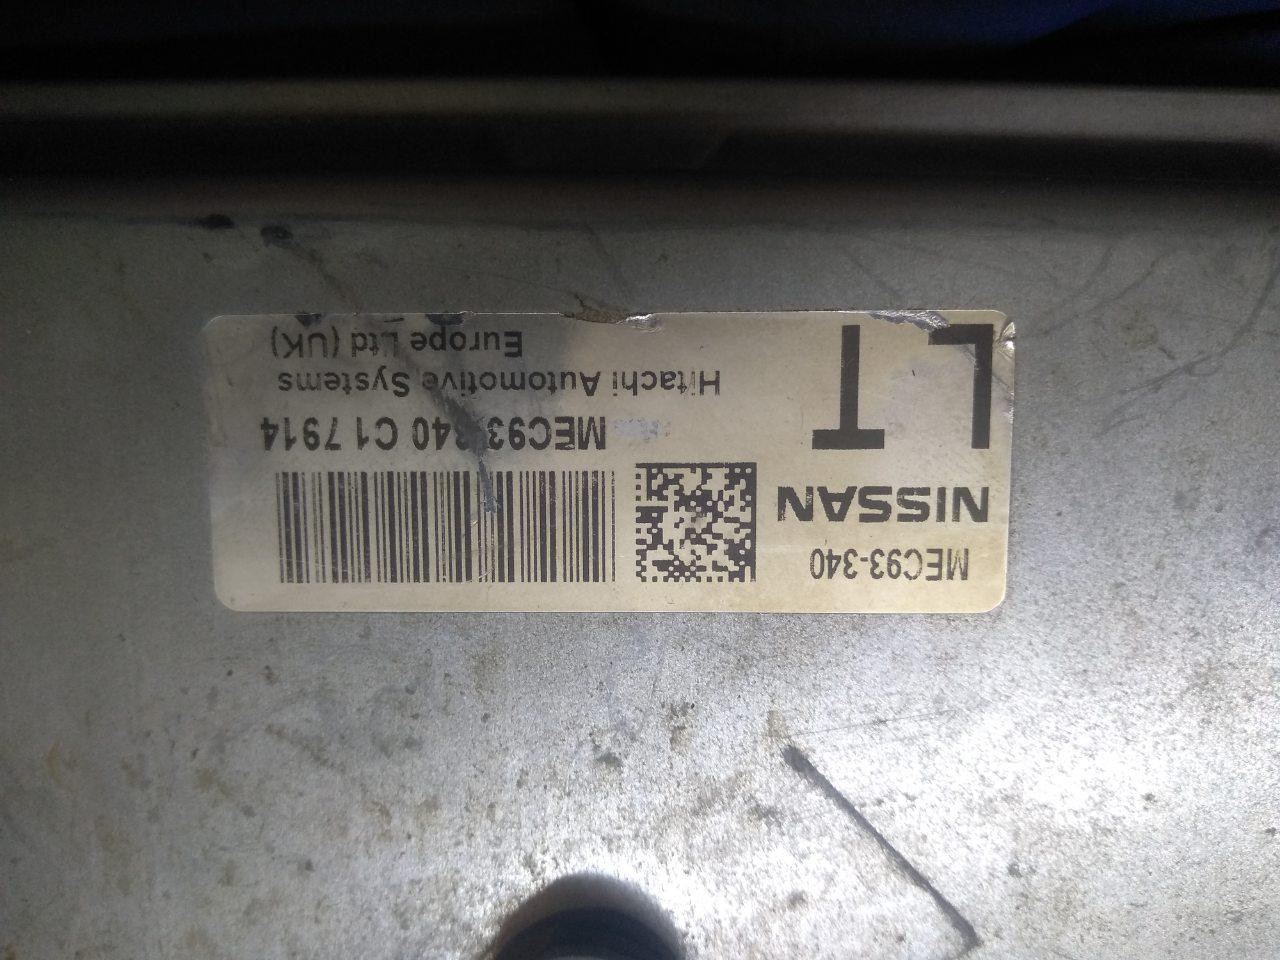 MEC93-340
NISSAN
LT
MEC93-340 C1 7914
Hitachi Automotive Systems
Europe Ltd (UK)